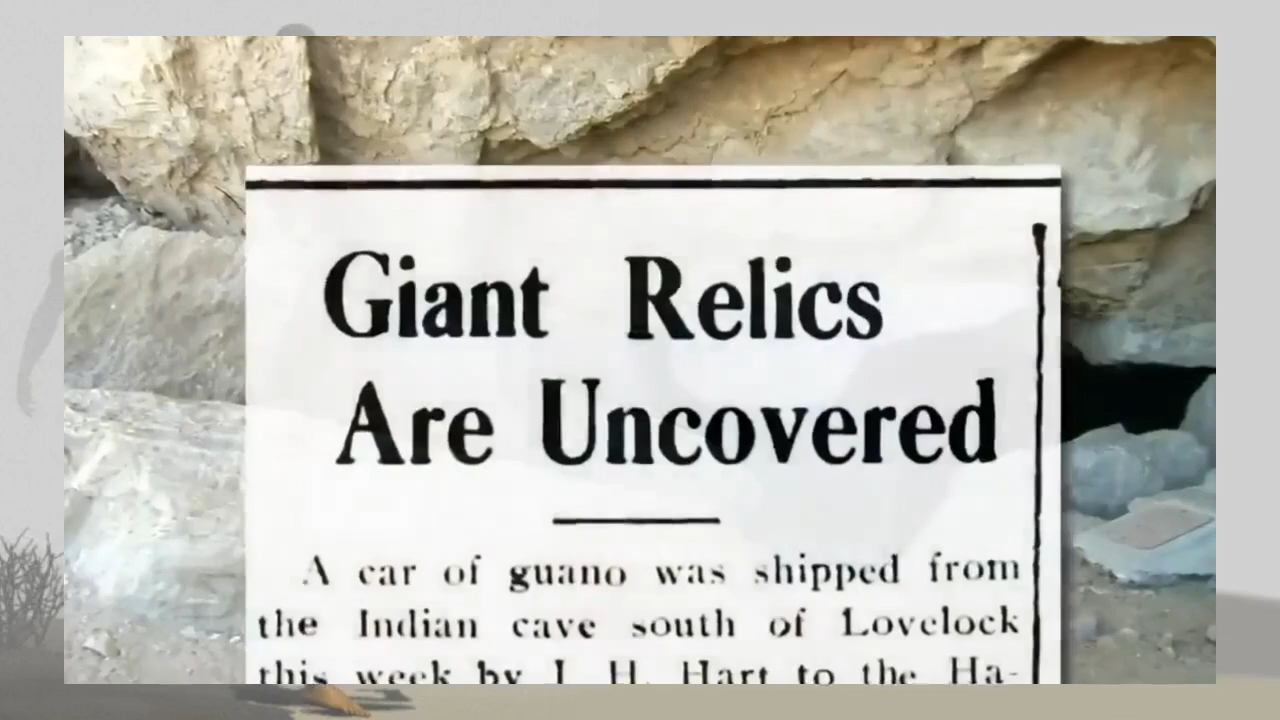 Giant Relics
Are Uncovered
A car of guano was shipped from
the Indian cave south of Lovelock
this week by J. H. Hart to the Ha-